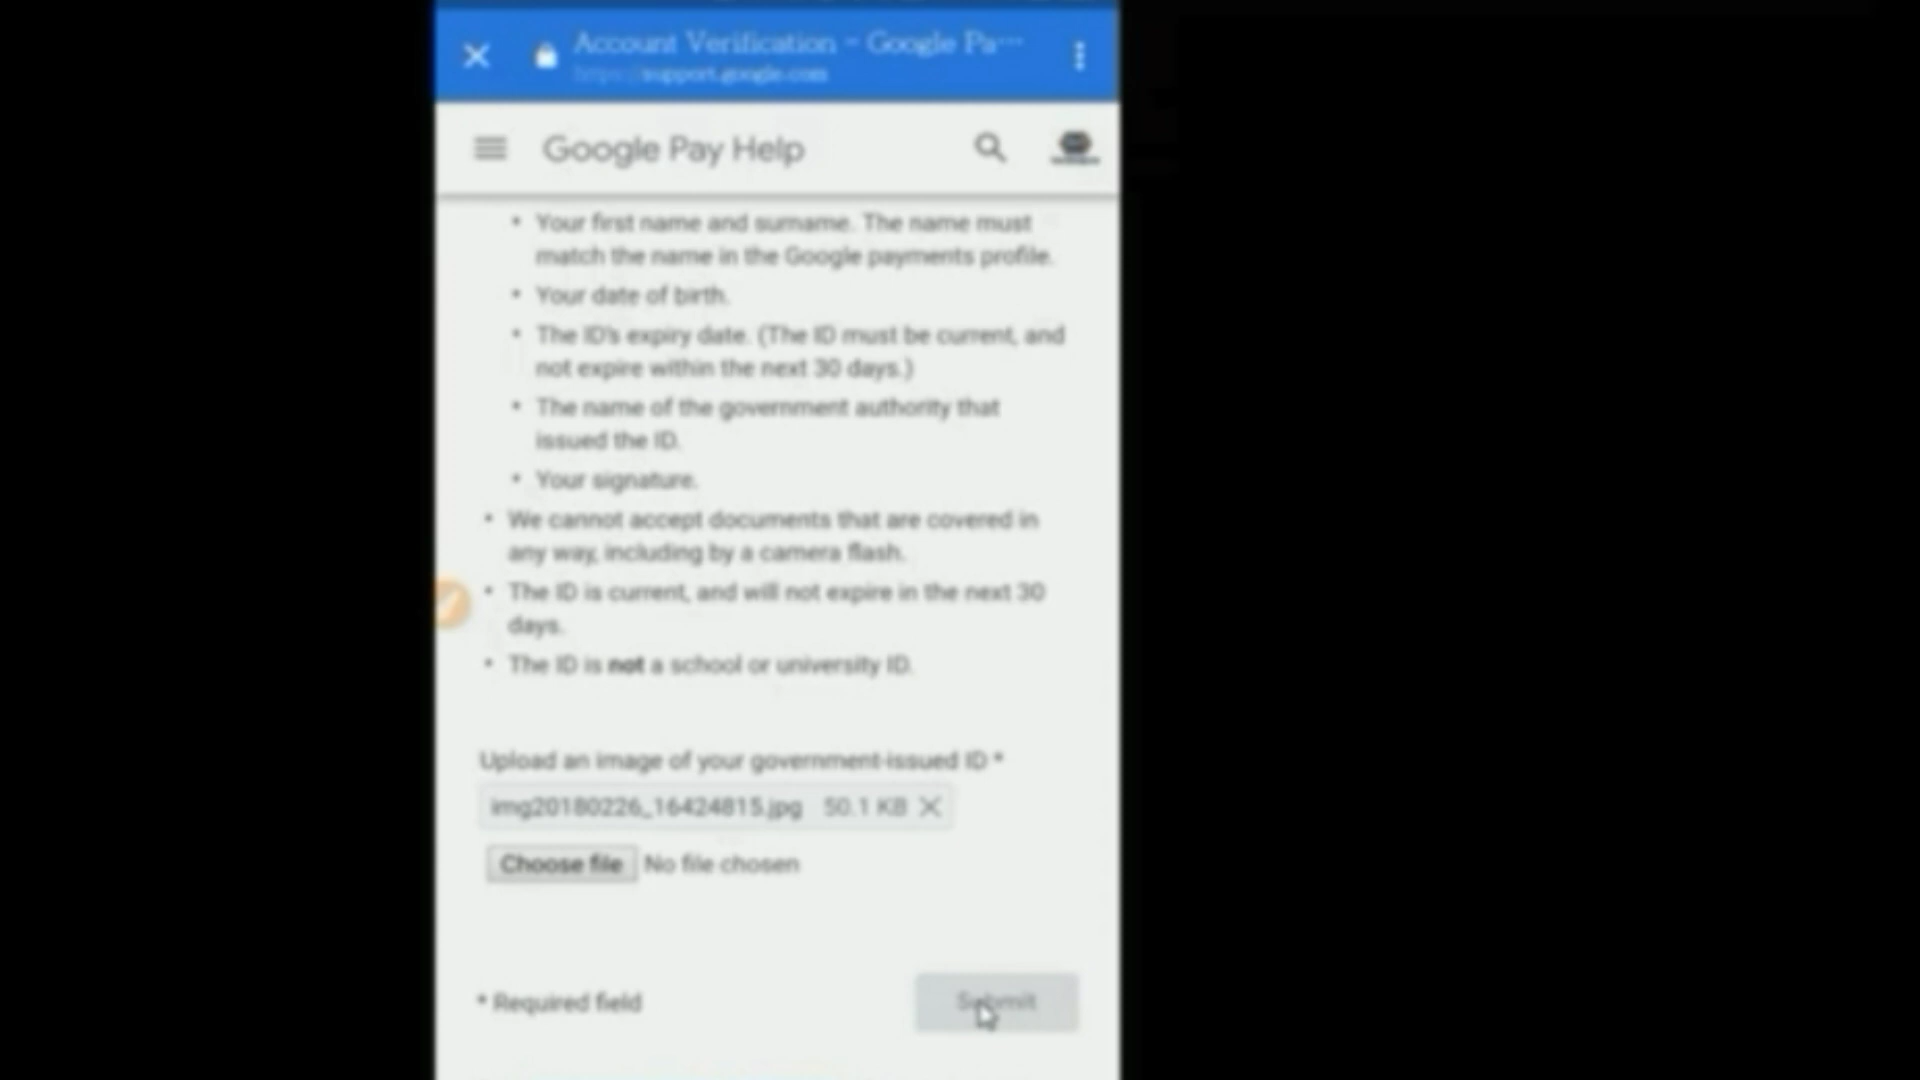 Account Verification - Google Pa...
https://support.google.com
Google Pay Help
• Your first name and surname. The name must
match the name in the Google payments profile.
• Your date of birth.
• The ID's expiry date. (The ID must be current, and
not expire within the next 30 days.)
• The name of the government authority that
issued the ID.
• Your signature.
• We cannot accept documents that are covered in
any way, including by a camera flash.
• The ID is current, and will not expire in the next 30
days.
• The ID is not a school or university ID.
Upload an image of your government-issued ID *
img20180226_16424815.jpg 50.1 KB
Choose file No file chosen
* Required field
Submit